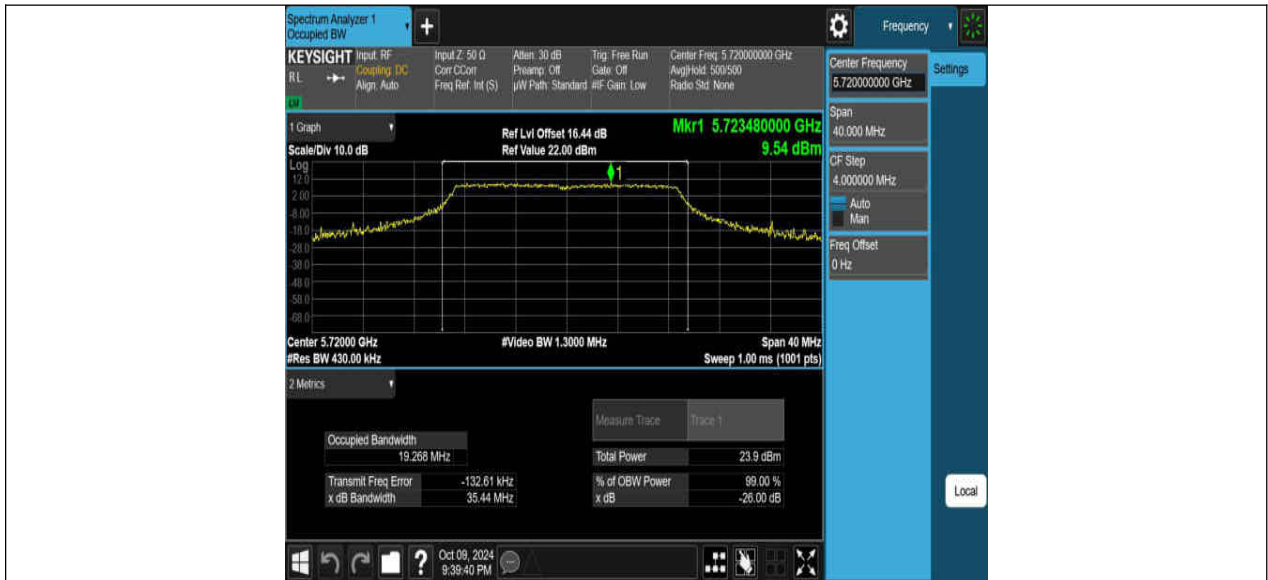 Spectrum Analyzer 1
Occupied BW
+
Frequency
KEYSIGHT
Input: RF
Input Z: 50 Ω
Atten: 30 dB
Trig: Free Run
Center Freq: 5.720000000 GHz
RL
Coupling: DC
Corr CCorr
Preamp: Off
Gate: Off
Avg|Hold: 500/500
Align: Auto
Freq Ref: Int (S)
µW Path: Standard
#IF Gain: Low
Radio Std: None
Center Frequency
5.720000000 GHz
Settings
Span
40.000 MHz
CF Step
4.000000 MHz
Auto
Man
Freq Offset
0 Hz
1 Graph
Ref Lvl Offset 16.44 dB
Mkr1 5.723480000 GHz
Scale/Div 10.0 dB
Ref Value 22.00 dBm
9.54 dBm
Log
12.0
2.00
-8.00
-18.0
-28.0
-38.0
-48.0
-58.0
-68.0
1
Center 5.72000 GHz
#Video BW 1.3000 MHz
Span 40 MHz
#Res BW 430.00 kHz
Sweep 1.00 ms (1001 pts)
2 Metrics
Measure Trace
Trace 1
Occupied Bandwidth
19.268 MHz
Total Power
23.9 dBm
Transmit Freq Error
-132.61 kHz
% of OBW Power
99.00 %
x dB Bandwidth
35.44 MHz
x dB
-26.00 dB
Local
?
Oct 09, 2024
9:39:40 PM